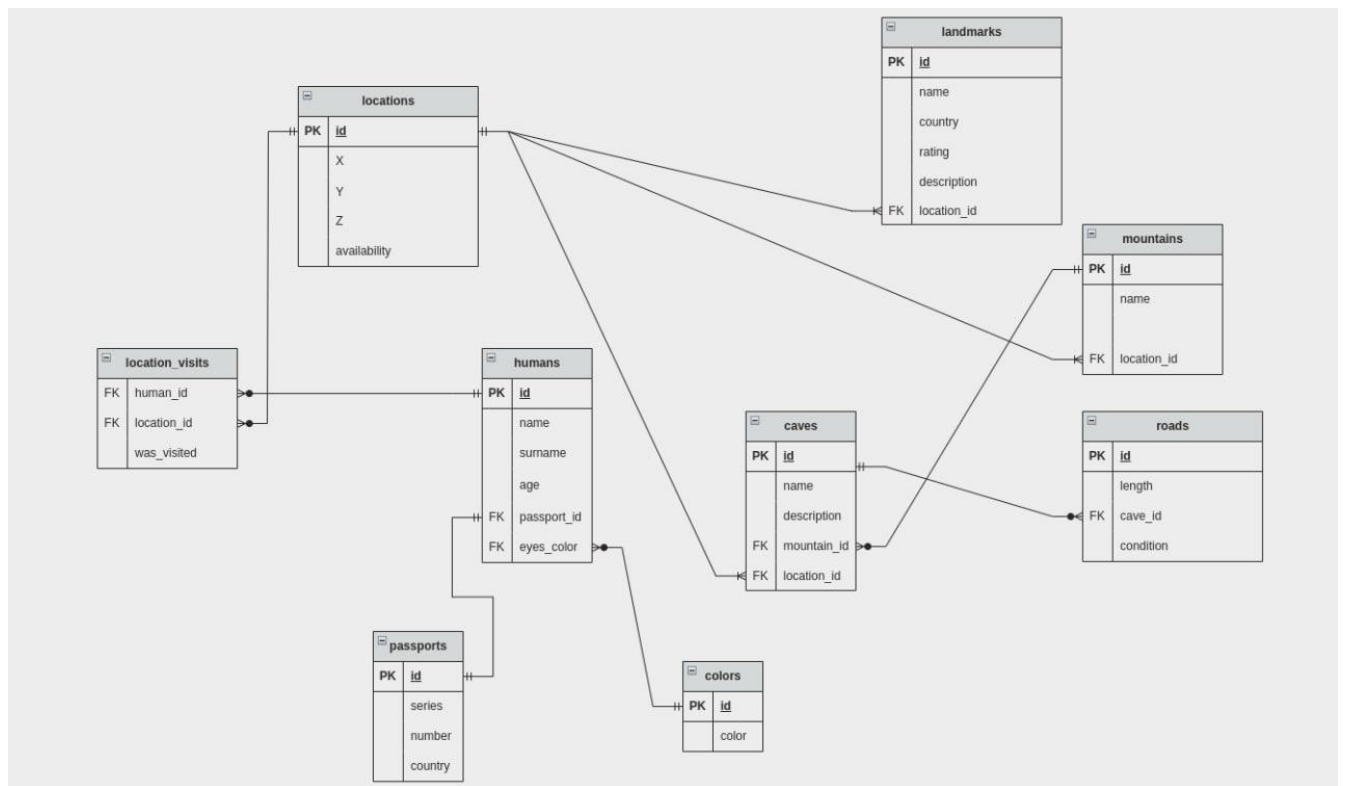 landmarks
PK id
name
country
rating
description
FK location_id
locations
PK id
X
Y
Z
availability
mountains
PK id
name
FK location_id
location_visits
FK human_id
FK location_id
was_visited
humans
PK id
name
surname
age
FK passport_id
FK eyes_color
caves
PK id
name
description
FK mountain_id
FK location_id
roads
PK id
length
FK cave_id
condition
passports
PK id
series
number
country
colors
PK id
color